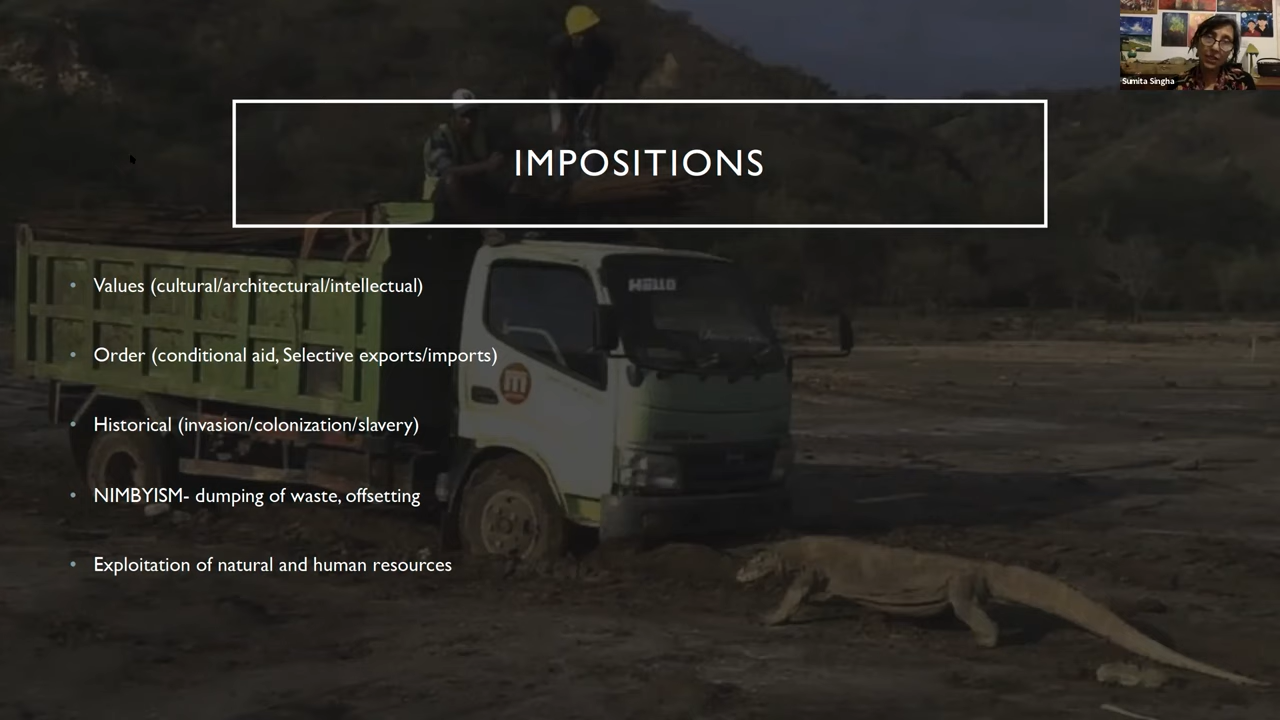 Sumita Singha
IMPOSITIONS
• Values (cultural/architectural/intellectual)
HELLO
• Order (conditional aid, Selective exports/imports)
m
• Historical (invasion/colonization/slavery)
• NIMBYISM- dumping of waste, offsetting
• Exploitation of natural and human resources